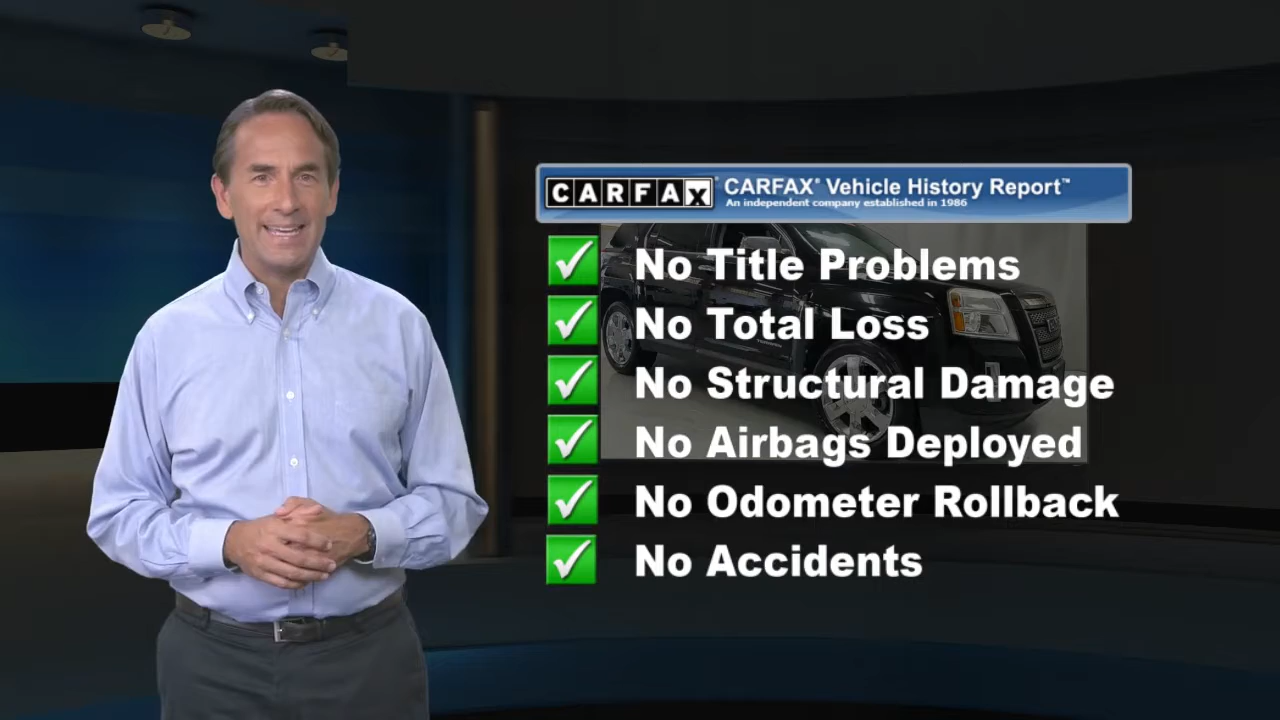 CARFAX® CARFAX® Vehicle History Report™
An independent company established in 1986
No Title Problems
No Total Loss
No Structural Damage
No Airbags Deployed
No Odometer Rollback
No Accidents